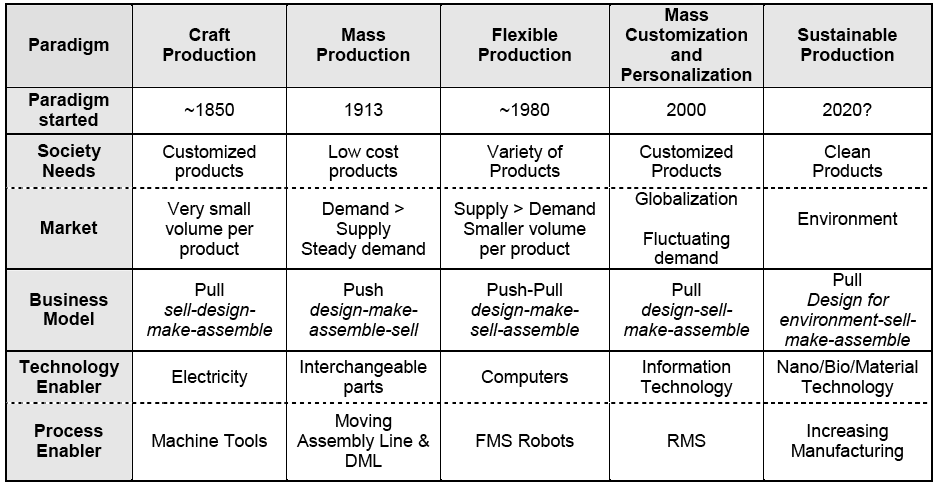 Paradigm
Craft
Production
Mass
Production
Flexible
Production
Mass
Customization
and
Personalization
Sustainable
Production
Paradigm
started
~1850
1913
~1980
2000
2020?
Society
Needs
Customized
products
Low cost
products
Variety of
Products
Customized
Products
Clean
Products
Market
Very small
volume per
product
Demand >
Supply
Steady demand
Supply > Demand
Smaller volume
per product
Globalization
Fluctuating
demand
Environment
Business
Model
Pull
sell-design-
make-assemble
Push
design-make-
assemble-sell
Push-Pull
design-make-
sell-assemble
Pull
design-sell-
make-assemble
Pull
Design for
environment-sell-
make-assemble
Technology
Enabler
Electricity
Interchangeable
parts
Computers
Information
Technology
Nano/Bio/Material
Technology
Process
Enabler
Machine Tools
Moving
Assembly Line &
DML
FMS Robots
RMS
Increasing
Manufacturing